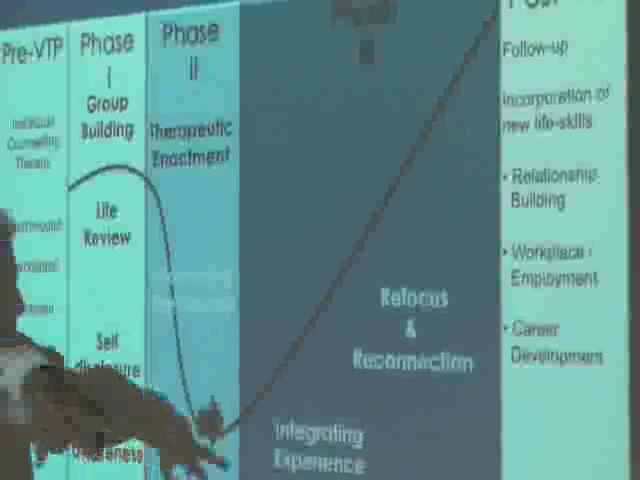 Pre-VTP
Individual
Counselling
Therapy
Phase
I
Group
Building
Life
Review
Self
disclosure
Awareness
Phase
II
Therapeutic
Enactment
Refocus
&
Reconnection
Integrating
Experience
Follow-up
Incorporation of
new life-skills
• Relationship
Building
• Workplace -
Employment
• Career
Development